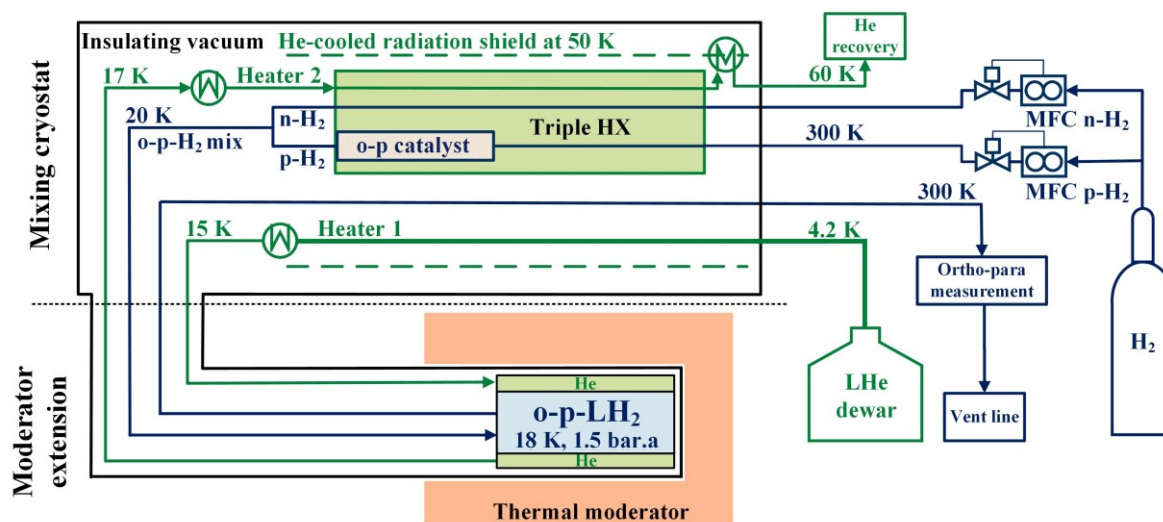 Mixing cryostat
Insulating vacuum
He-cooled radiation shield at 50 K
He
recovery
17 K
Heater 2
60 K
20 K
n-H₂
o-p-H₂ mix
Triple HX
MFC n-H₂
o-p catalyst
300 K
p-H₂
MFC p-H₂
300 K
15 K
Heater 1
4.2 K
Ortho-para
measurement
H₂
Moderator
extension
He
o-p-LH₂
18 K, 1.5 bar.a
He
LHe
dewar
Vent line
Thermal moderator